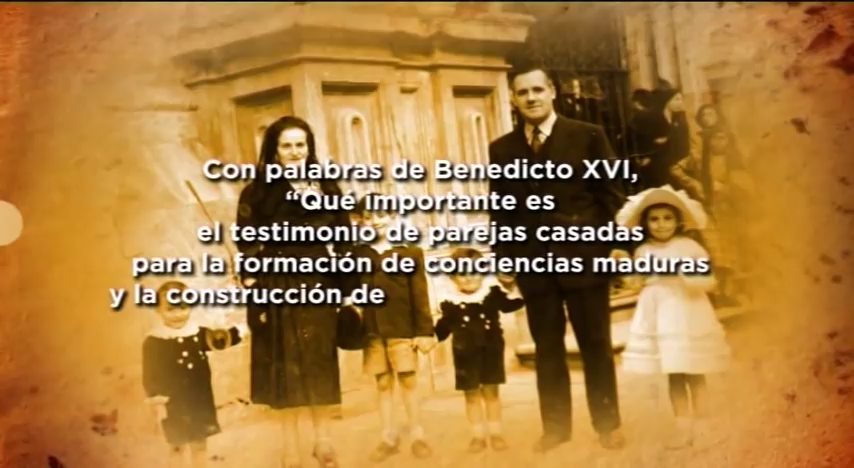 Con palabras de Benedicto XVI,
“Qué importante es
el testimonio de parejas casadas
para la formación de conciencias maduras
y la construcción de